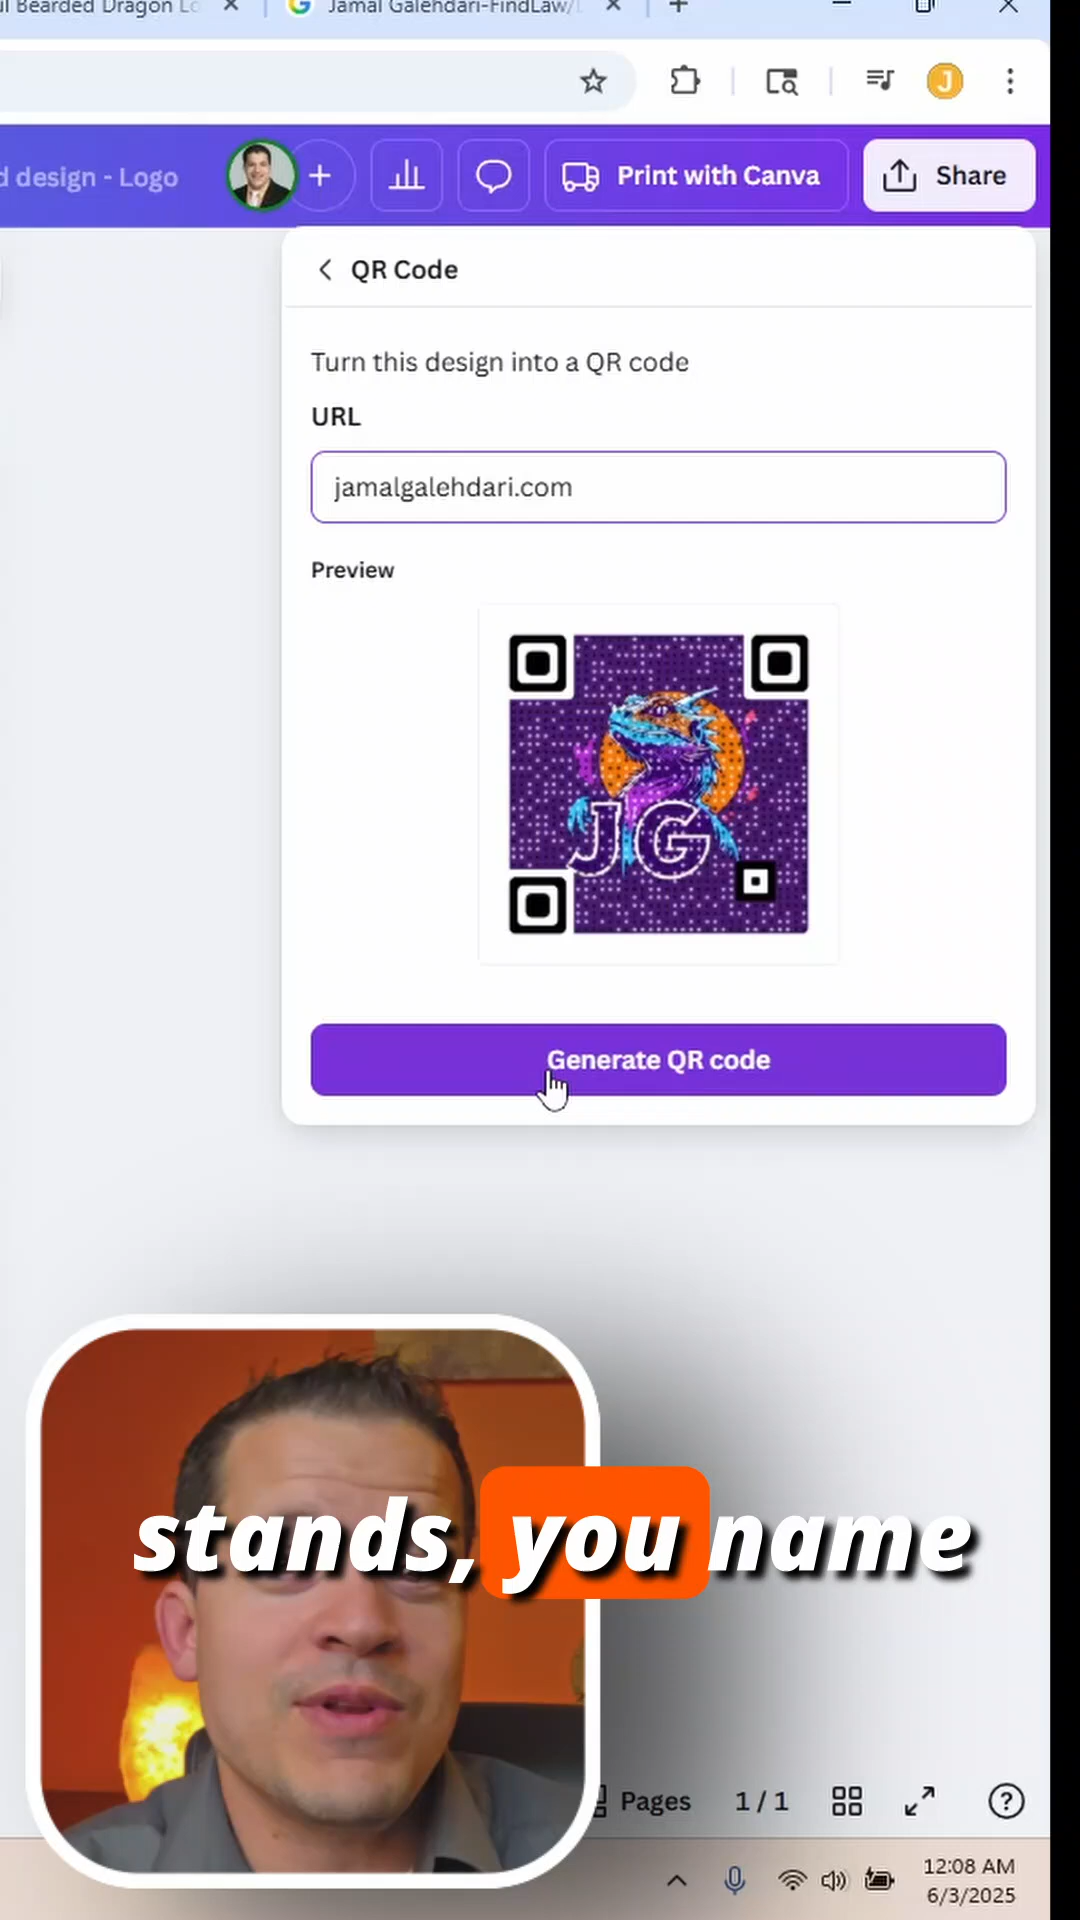 Bearded Dragon Lo
Jamal Galehdari-FindLaw/
J
d design - Logo
Print with Canva
Share
QR Code
Turn this design into a QR code
URL
jamalgalehdari.com
Preview
JG
Generate QR code
stands, you name
Pages
1 / 1
12:08 AM
6/3/2025